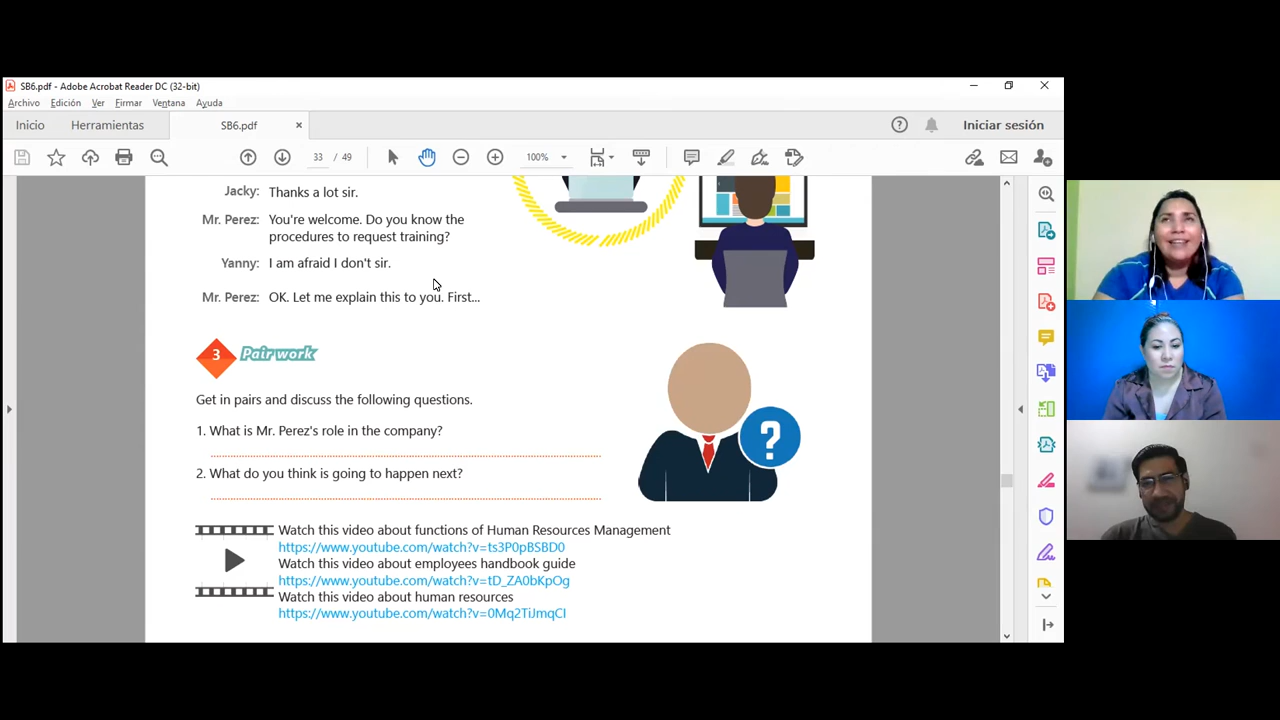 SB6.pdf - Adobe Acrobat Reader DC (32-bit)
Archivo Edición Ver Firmar Ventana Ayuda
Inicio Herramientas SB6.pdf × Iniciar sesión
33 / 49 100%
Jacky: Thanks a lot sir.
Mr. Perez: You're welcome. Do you know the
procedures to request training?
Yanny: I am afraid I don't sir.
Mr. Perez: OK. Let me explain this to you. First...
3 Pair work
Get in pairs and discuss the following questions.
1. What is Mr. Perez's role in the company?
2. What do you think is going to happen next?
?
Watch this video about functions of Human Resources Management
https://www.youtube.com/watch?v=ts3P0pBSBD0
Watch this video about employees handbook guide
https://www.youtube.com/watch?v=tD_ZA0bKpOg
Watch this video about human resources
https://www.youtube.com/watch?v=0Mq2TiJmqCI